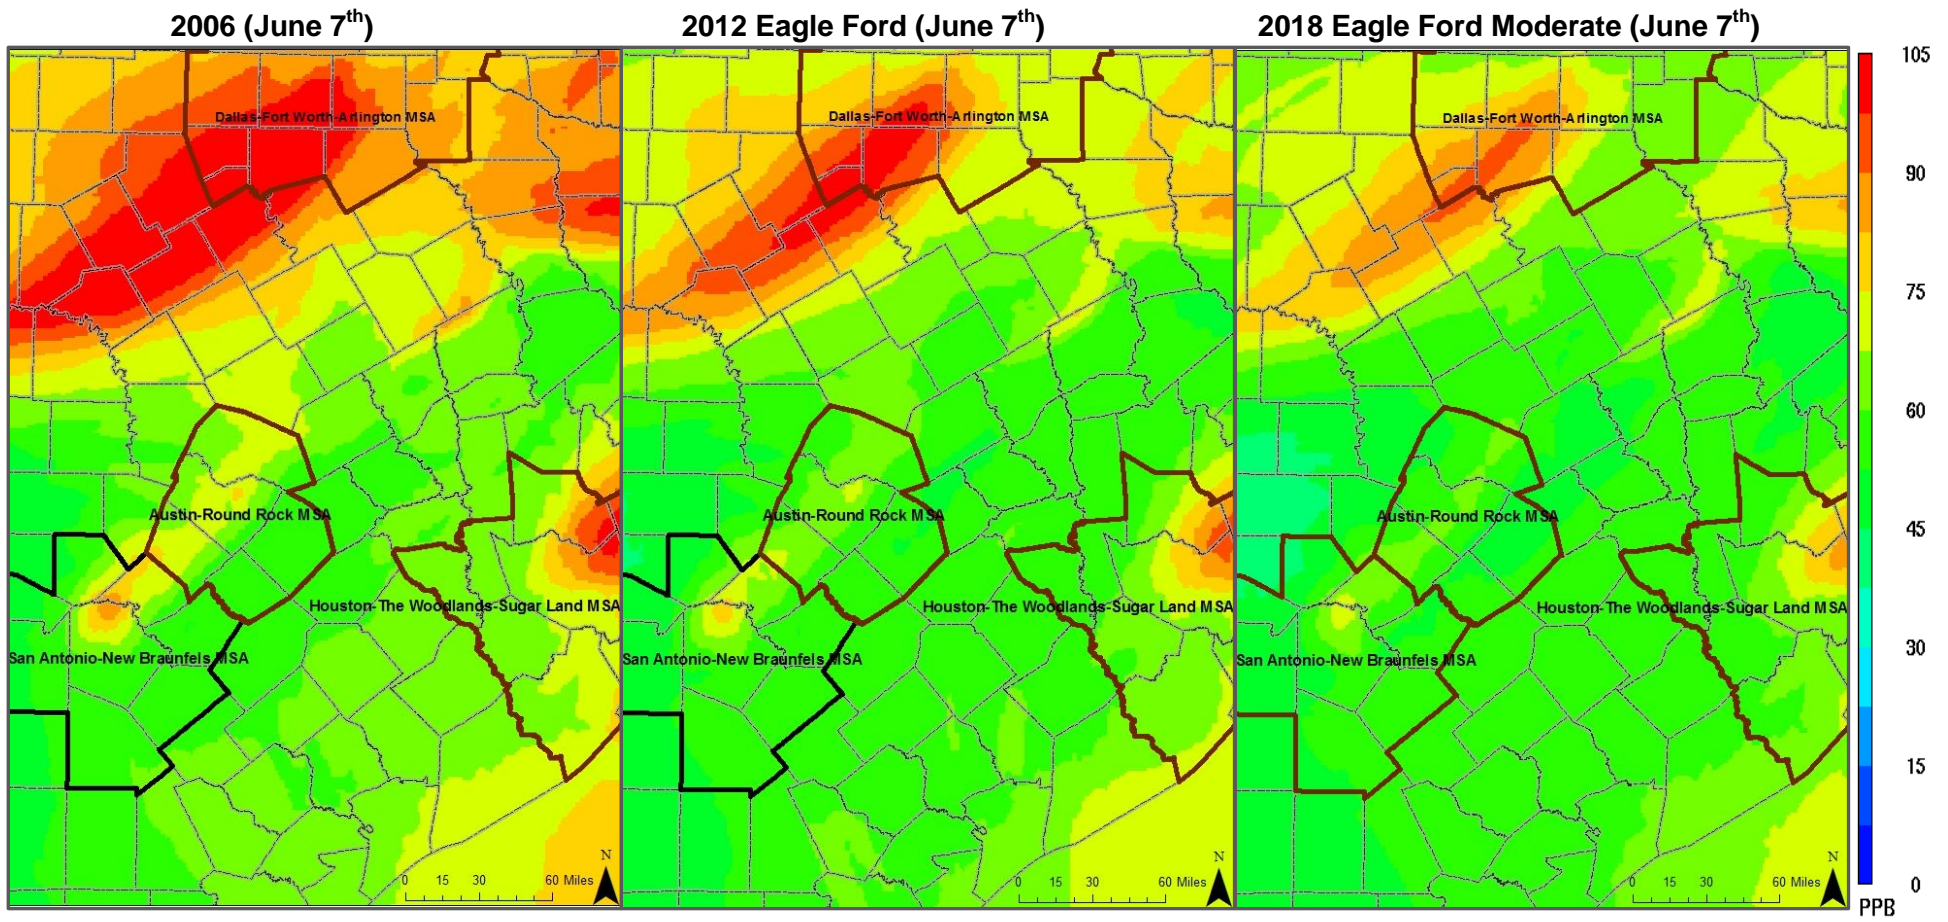 2006 (June 7th)
2012 Eagle Ford (June 7th)
2018 Eagle Ford Moderate (June 7th)
Dallas-Fort Worth-Arlington MSA
Austin-Round Rock MSA
Houston-The Woodlands-Sugar Land MSA
San Antonio-New Braunfels MSA
N
0 15 30 60 Miles
Dallas-Fort Worth-Arlington MSA
Austin-Round Rock MSA
Houston-The Woodlands-Sugar Land MSA
San Antonio-New Braunfels MSA
N
0 15 30 60 Miles
Dallas-Fort Worth-Arlington MSA
Austin-Round Rock MSA
Houston-The Woodlands-Sugar Land MSA
San Antonio-New Braunfels MSA
N
0 15 30 60 Miles
105
90
75
60
45
30
15
0
PPB